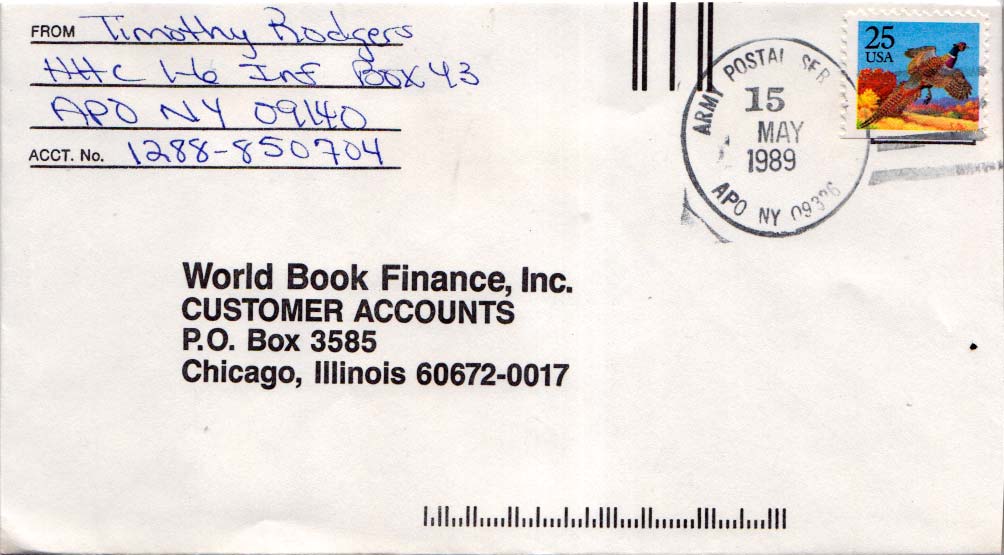 FROM Timothy Rodgers
HHC 1/6 Inf Box 43
APO NY 09140
ACCT. No. 1288-850704
ARMY POSTAL SER
15
MAY
1989
APO NY 09326
25
USA
World Book Finance, Inc.
CUSTOMER ACCOUNTS
P.O. Box 3585
Chicago, Illinois 60672-0017